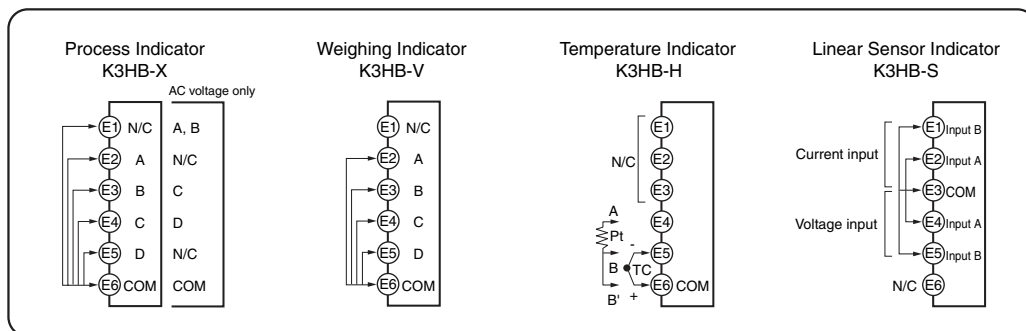 Process Indicator
K3HB-X
AC voltage only
E1 N/C A, B
E2 A N/C
E3 B C
E4 C D
E5 D N/C
E6 COM COM
Weighing Indicator
K3HB-V
E1 N/C
E2 A
E3 B
E4 C
E5 D
E6 COM
Temperature Indicator
K3HB-H
E1
N/C E2
E3
A E4
Pt
- E5
B TC
B' + E6 COM
Linear Sensor Indicator
K3HB-S
E1 Input B
Current input
E2 Input A
E3 COM
Voltage input
E4 Input A
E5 Input B
N/C E6